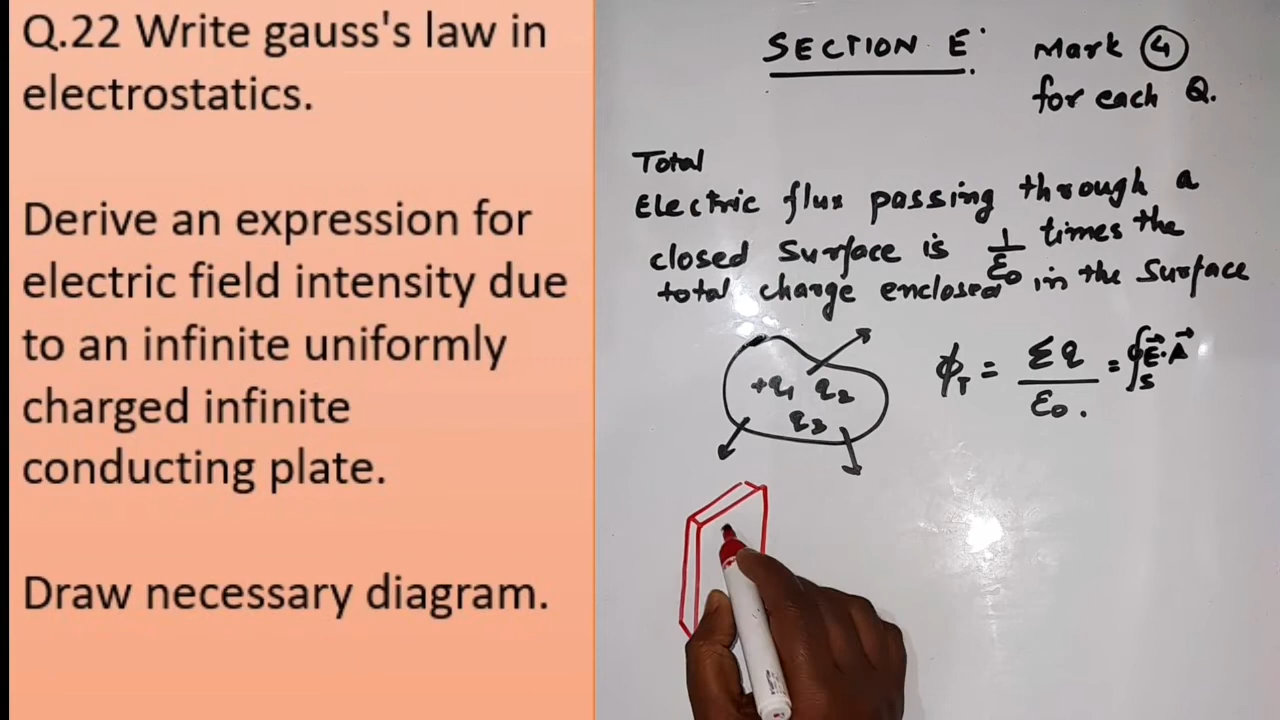 Q.22 Write gauss's law in
electrostatics.
Derive an expression for
electric field intensity due
to an infinite uniformly
charged infinite
conducting plate.
Draw necessary diagram.
SECTION E
Mark 4
for each Q.
Total
Electric flux passing through a
closed surface is 1/ε₀ times the
total charge enclosed in the surface
+q₁ q₂
q₃
ϕ_T = Σq/ε₀ = ∮_S E⃗·A⃗